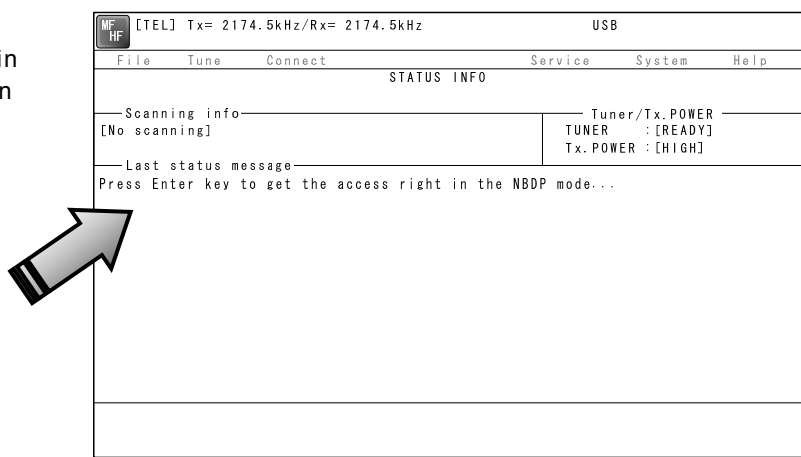 in
n
MF
HF
[TEL] Tx= 2174.5kHz/Rx= 2174.5kHz USB
File Tune Connect Service System Help
STATUS INFO
Scanning info
[No scanning]
Tuner/Tx.POWER
TUNER :[READY]
Tx.POWER :[HIGH]
Last status message
Press Enter key to get the access right in the NBDP mode...